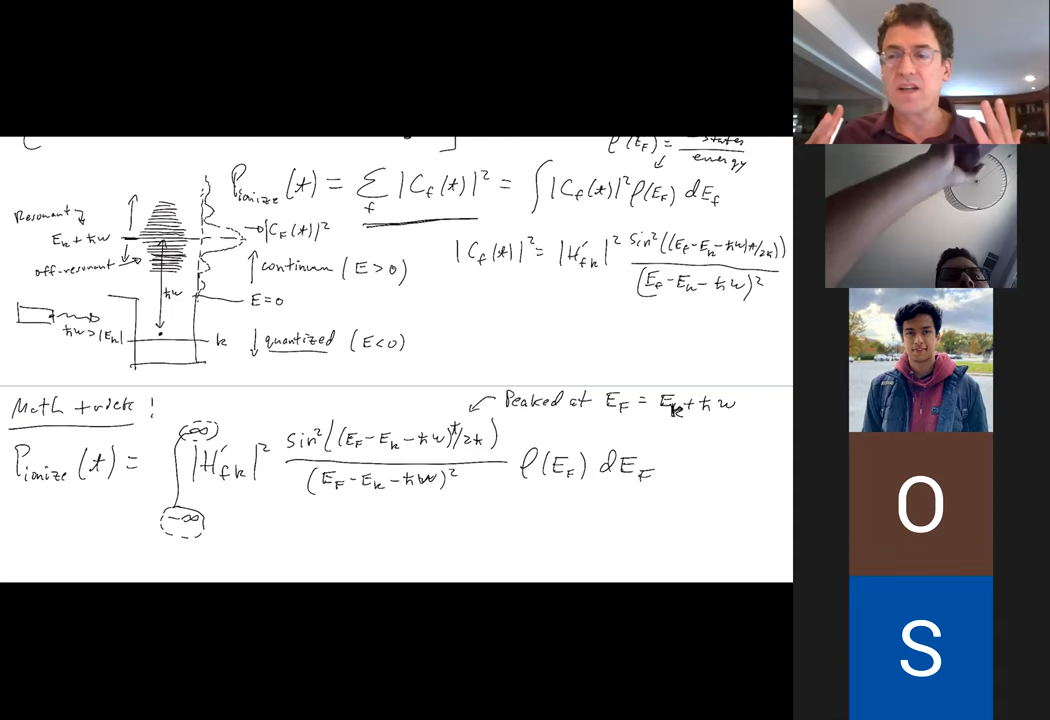 ρ(E_F) = states/energy
P_ionize(t) = Σ_f |C_f(t)|² = ∫ |C_f(t)|² ρ(E_F) dE_f
|C_f(t)|² = |H'_fk|² sin²((E_f-E_k-ħω)t/2ħ) / (E_f-E_k-ħω)²
Resonant
E_k+ħω
off-resonant
→|C_F(t)|²
↑ continuum (E>0)
ħω
E=0
ħω>|E_k|
k
↓ quantized (E<0)
Math trick!
Peaked at E_F = E_k+ħω
P_ionize(t) = ∫_{-∞}^{∞} |H'_fk|² sin²((E_F-E_k-ħω)t/2ħ) / (E_F-E_k-ħω)² ρ(E_F) dE_F
O
S